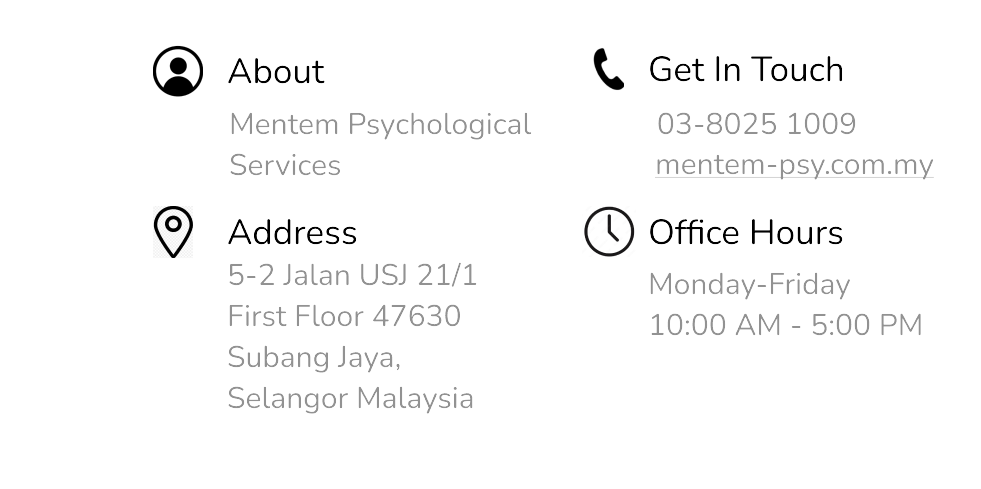 About
Mentem Psychological
Services
Get In Touch
03-8025 1009
mentem-psy.com.my
Address
5-2 Jalan USJ 21/1
First Floor 47630
Subang Jaya,
Selangor Malaysia
Office Hours
Monday-Friday
10:00 AM - 5:00 PM